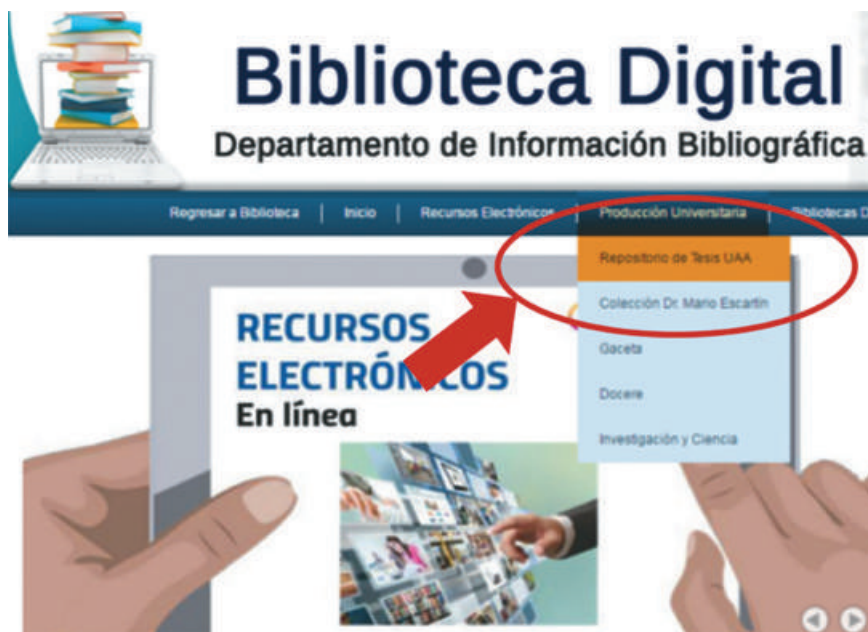 Biblioteca Digital
Departamento de Información Bibliográfica
Regresar a Biblioteca | Inicio | Recursos Electrónicos | Producción Universitaria | Bibliotecas D
Repositorio de Tesis UAA
Colección Dr. Mario Escartín
Gaceta
Docere
Investigación y Ciencia
RECURSOS
ELECTRÓNICOS
En línea